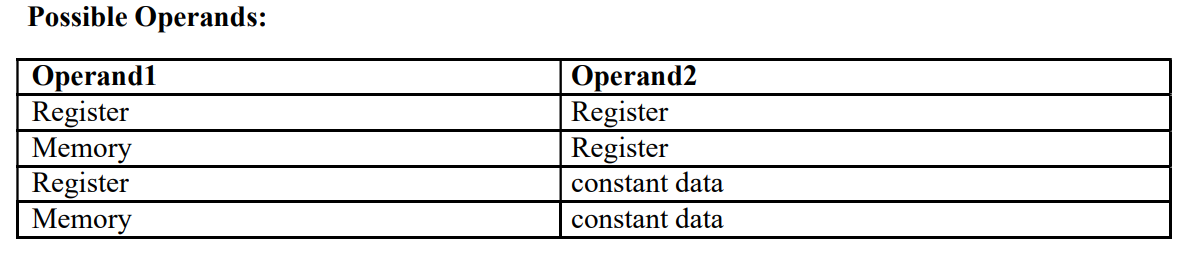 Possible Operands:
Operand1 Operand2
Register Register
Memory Register
Register constant data
Memory constant data